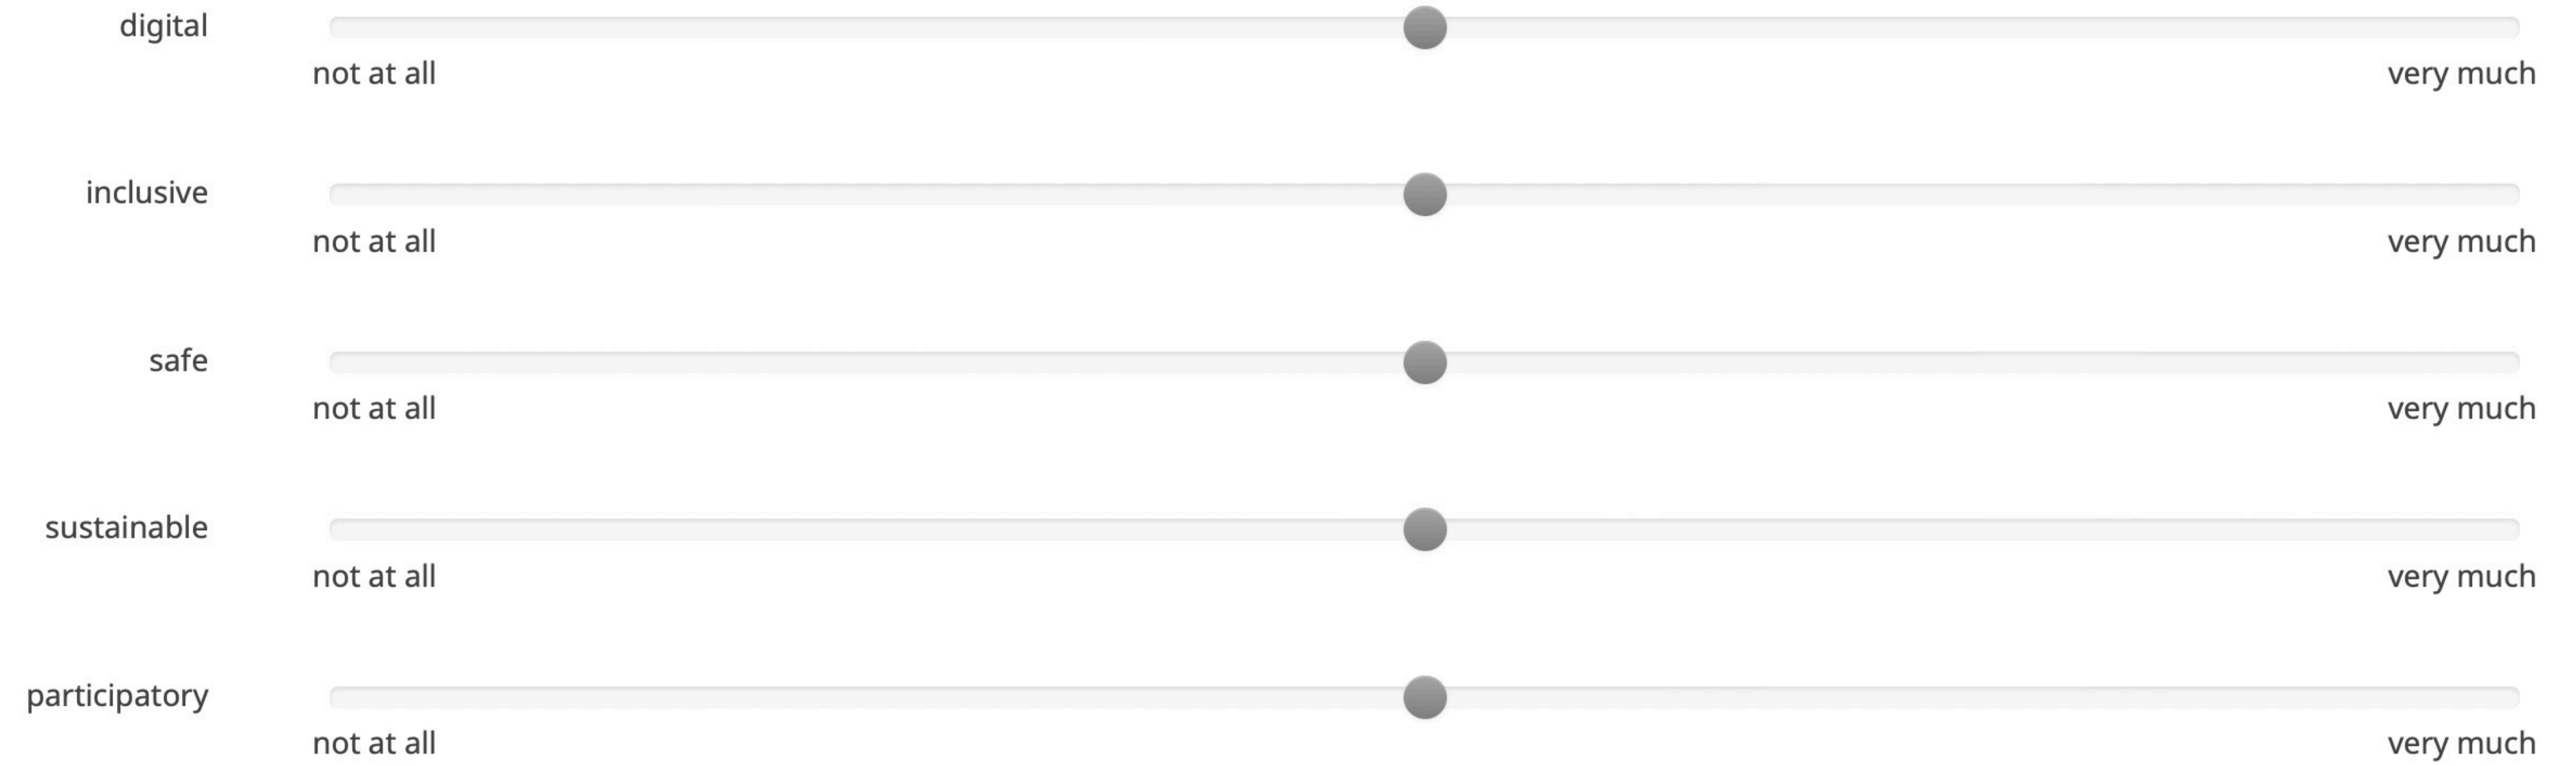 digital
not at all very much
inclusive
not at all very much
safe
not at all very much
sustainable
not at all very much
participatory
not at all very much